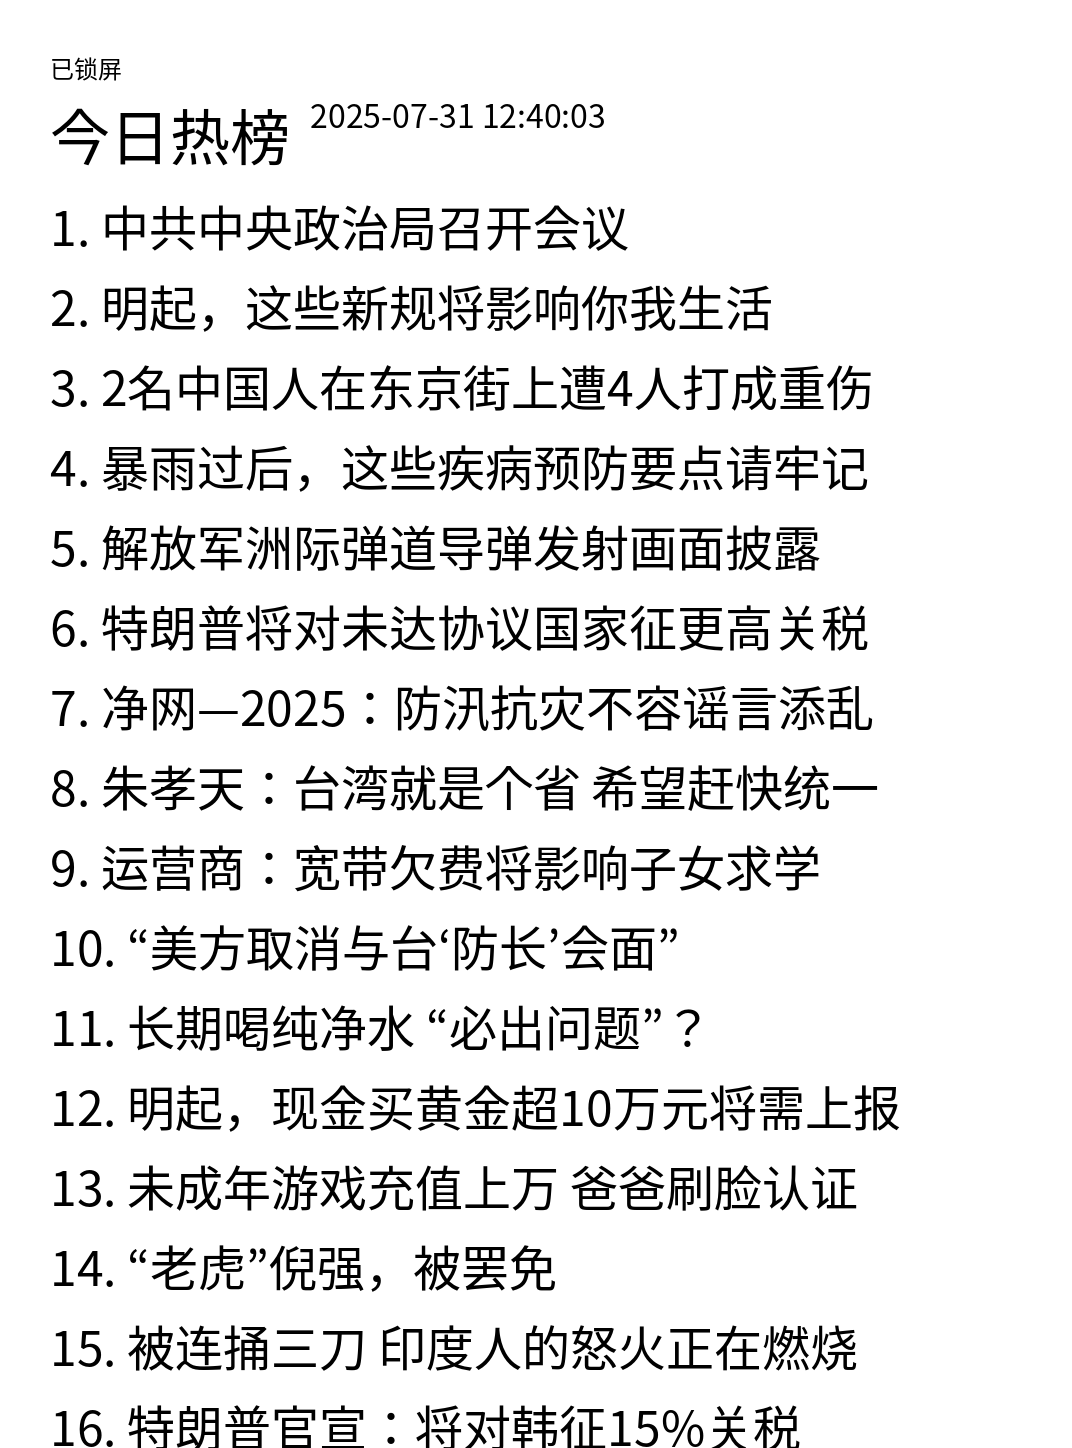 已锁屏
今日热榜 2025-07-31 12:40:03
1. 中共中央政治局召开会议
2. 明起，这些新规将影响你我生活
3. 2名中国人在东京街上遭4人打成重伤
4. 暴雨过后，这些疾病预防要点请牢记
5. 解放军洲际弹道导弹发射画面披露
6. 特朗普将对未达协议国家征更高关税
7. 净网—2025：防汛抗灾不容谣言添乱
8. 朱孝天：台湾就是个省 希望赶快统一
9. 运营商：宽带欠费将影响子女求学
10. “美方取消与台‘防长’会面”
11. 长期喝纯净水 “必出问题”？
12. 明起，现金买黄金超10万元将需上报
13. 未成年游戏充值上万 爸爸刷脸认证
14. “老虎”倪强，被罢免
15. 被连捅三刀 印度人的怒火正在燃烧
16. 特朗普官宣：将对韩征15%关税